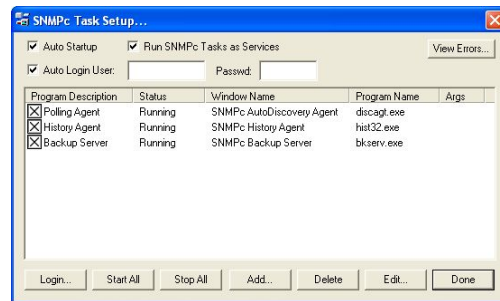 SNMPc Task Setup...
Auto Startup Run SNMPc Tasks as Services View Errors...
Auto Login User: Passwd:
Program Description Status Window Name Program Name Args
Polling Agent Running SNMPc AutoDiscovery Agent discagt.exe
History Agent Running SNMPc History Agent hist32.exe
Backup Server Running SNMPc Backup Server bkserv.exe
Login... Start All Stop All Add... Delete Edit... Done